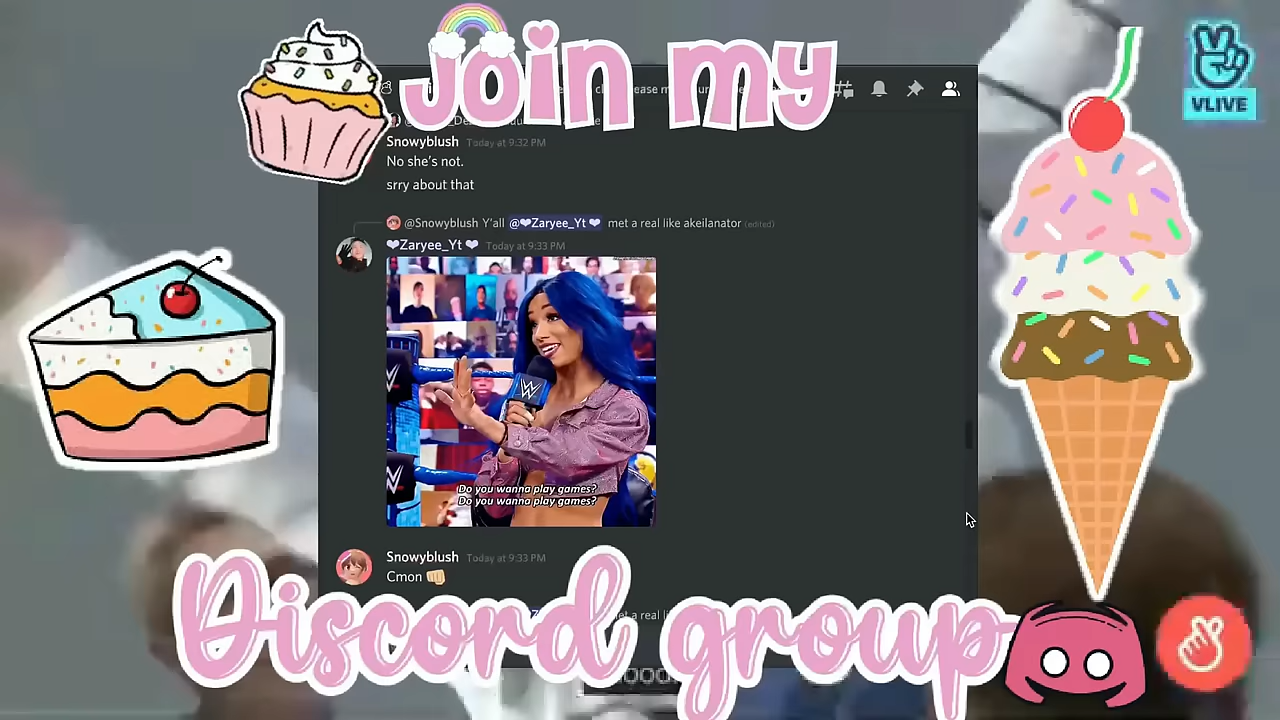 Join my
VLIVE
Snowyblush Today at 9:32 PM
No she's not.
srry about that
@Snowyblush Y'all @❤Zaryee_Yt ❤ met a real like akeilanator (edited)
❤Zaryee_Yt ❤ Today at 9:33 PM
Do you wanna play games?
Do you wanna play games?
Snowyblush Today at 9:33 PM
Cmon 👊🏼
Discord group